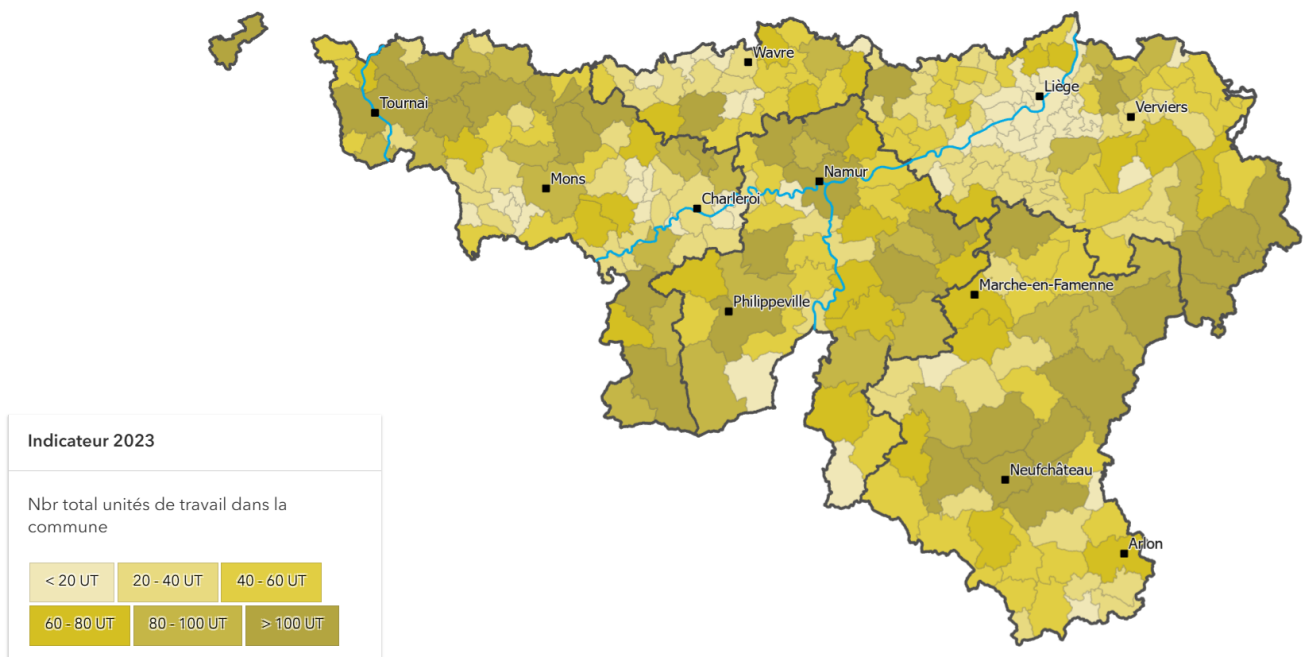 Wavre
Liège
Tournai
Verviers
Mons
Namur
Charleroi
Marche-en-Famenne
Philippeville
Indicateur 2023
Neufchâteau
Nbr total unités de travail dans la
commune
Arlon
< 20 UT 20 - 40 UT 40 - 60 UT
60 - 80 UT 80 - 100 UT > 100 UT